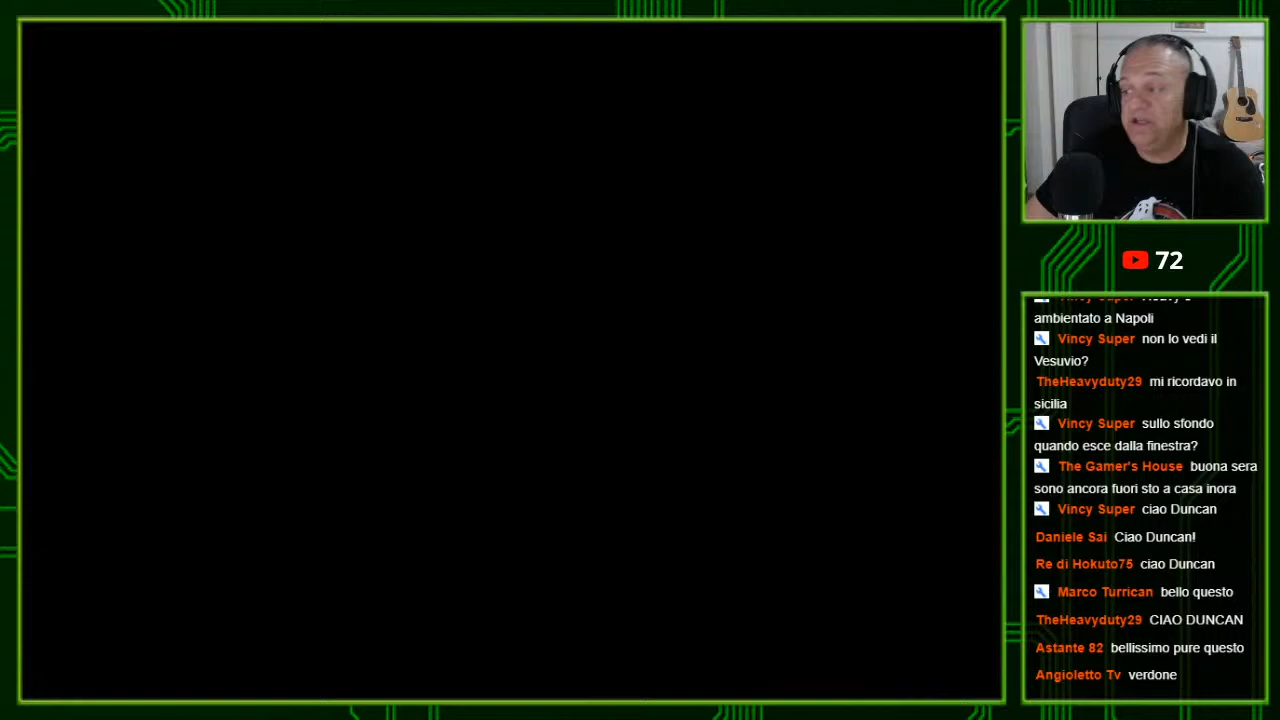 72
ambientato a Napoli
Vincy Super non lo vedi il
Vesuvio?
TheHeavyduty29 mi ricordavo in
sicilia
Vincy Super sullo sfondo
quando esce dalla finestra?
The Gamer's House buona sera
sono ancora fuori sto a casa inora
Vincy Super ciao Duncan
Daniele Sai Ciao Duncan!
Re di Hokuto75 ciao Duncan
Marco Turrican bello questo
TheHeavyduty29 CIAO DUNCAN
Astante 82 bellissimo pure questo
Angioletto Tv verdone